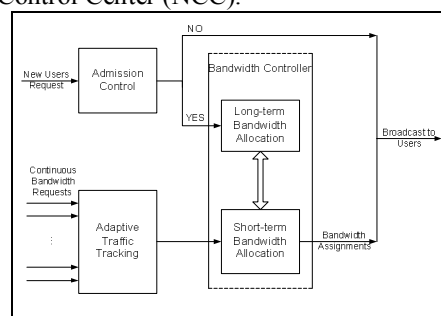 Control Center (NCC).
NO
New Users
Request
Admission
Control
Bandwidth Controller
YES
Long-term
Bandwidth
Allocation
Broadcast to
Users
Continuous
Bandwidth
Requests
Adaptive
Traffic
Tracking
Short-term
Bandwidth
Allocation
Bandwidth
Assignments